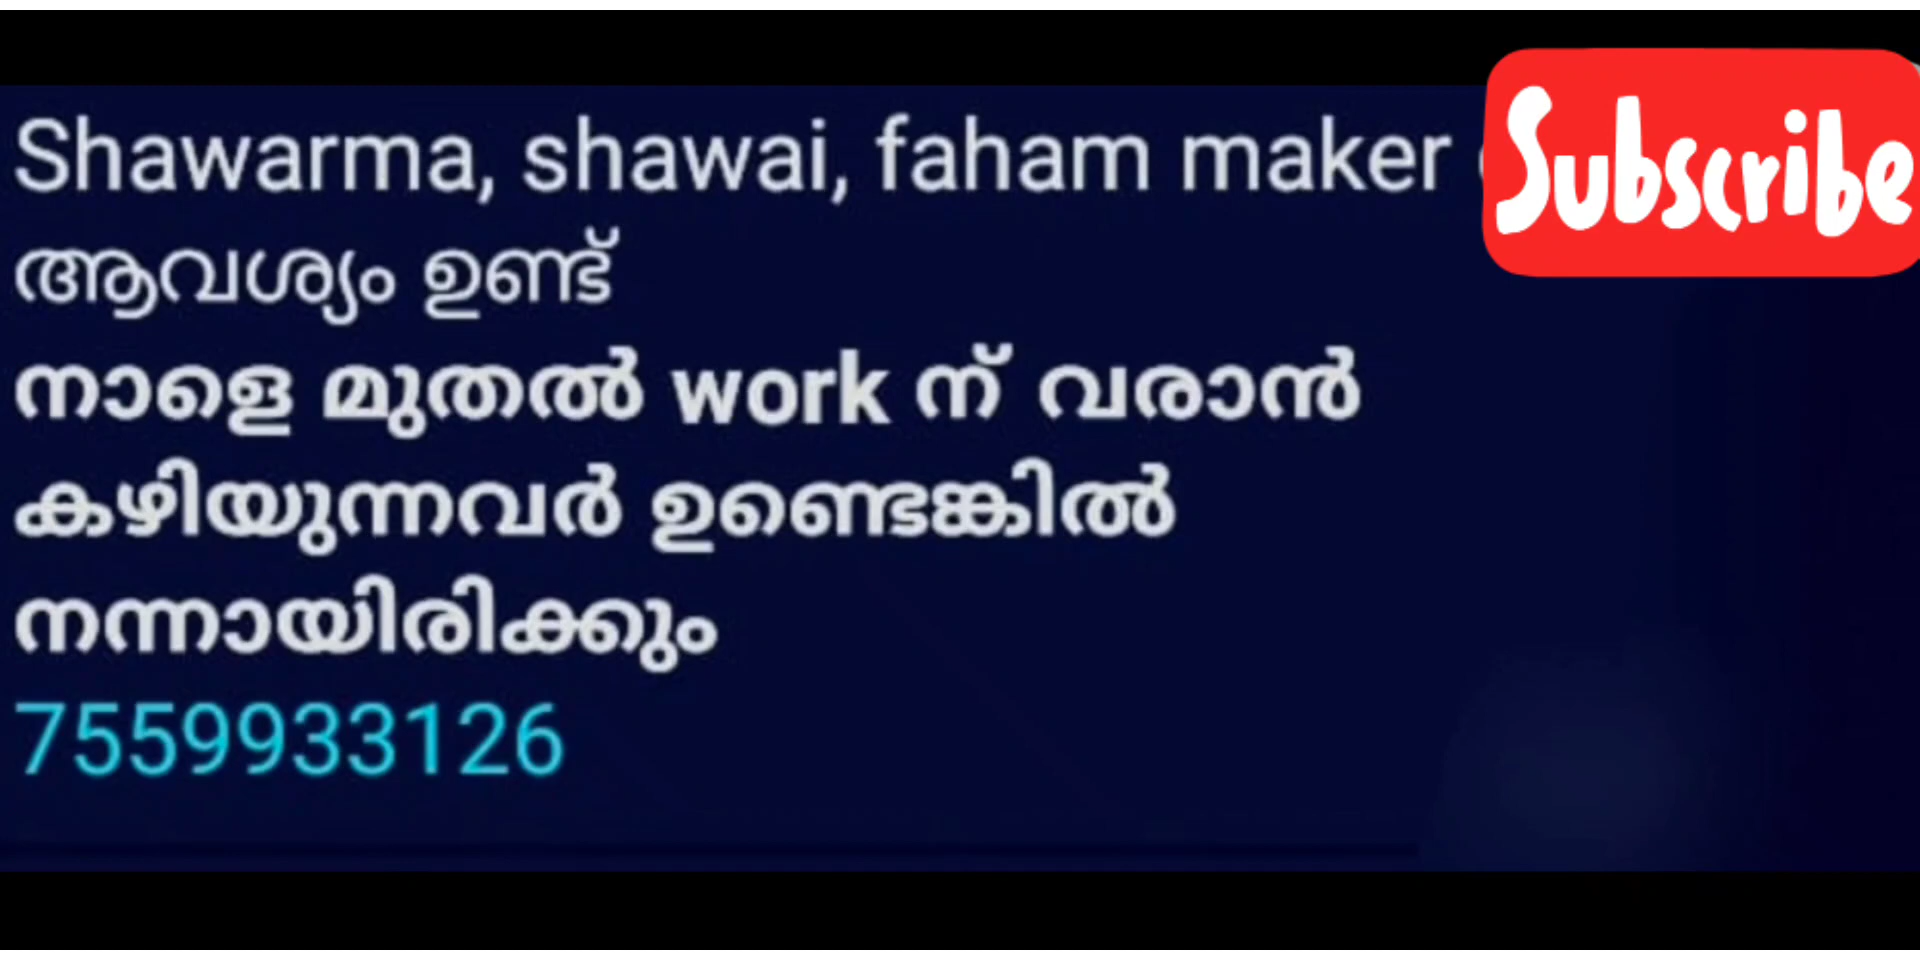 Shawarma, shawai, faham maker
Subscribe
ആവശ്യം ഉണ്ട്
നാളെ മുതൽ work ന് വരാൻ
കഴിയുന്നവർ ഉണ്ടെങ്കിൽ
നന്നായിരിക്കും
7559933126